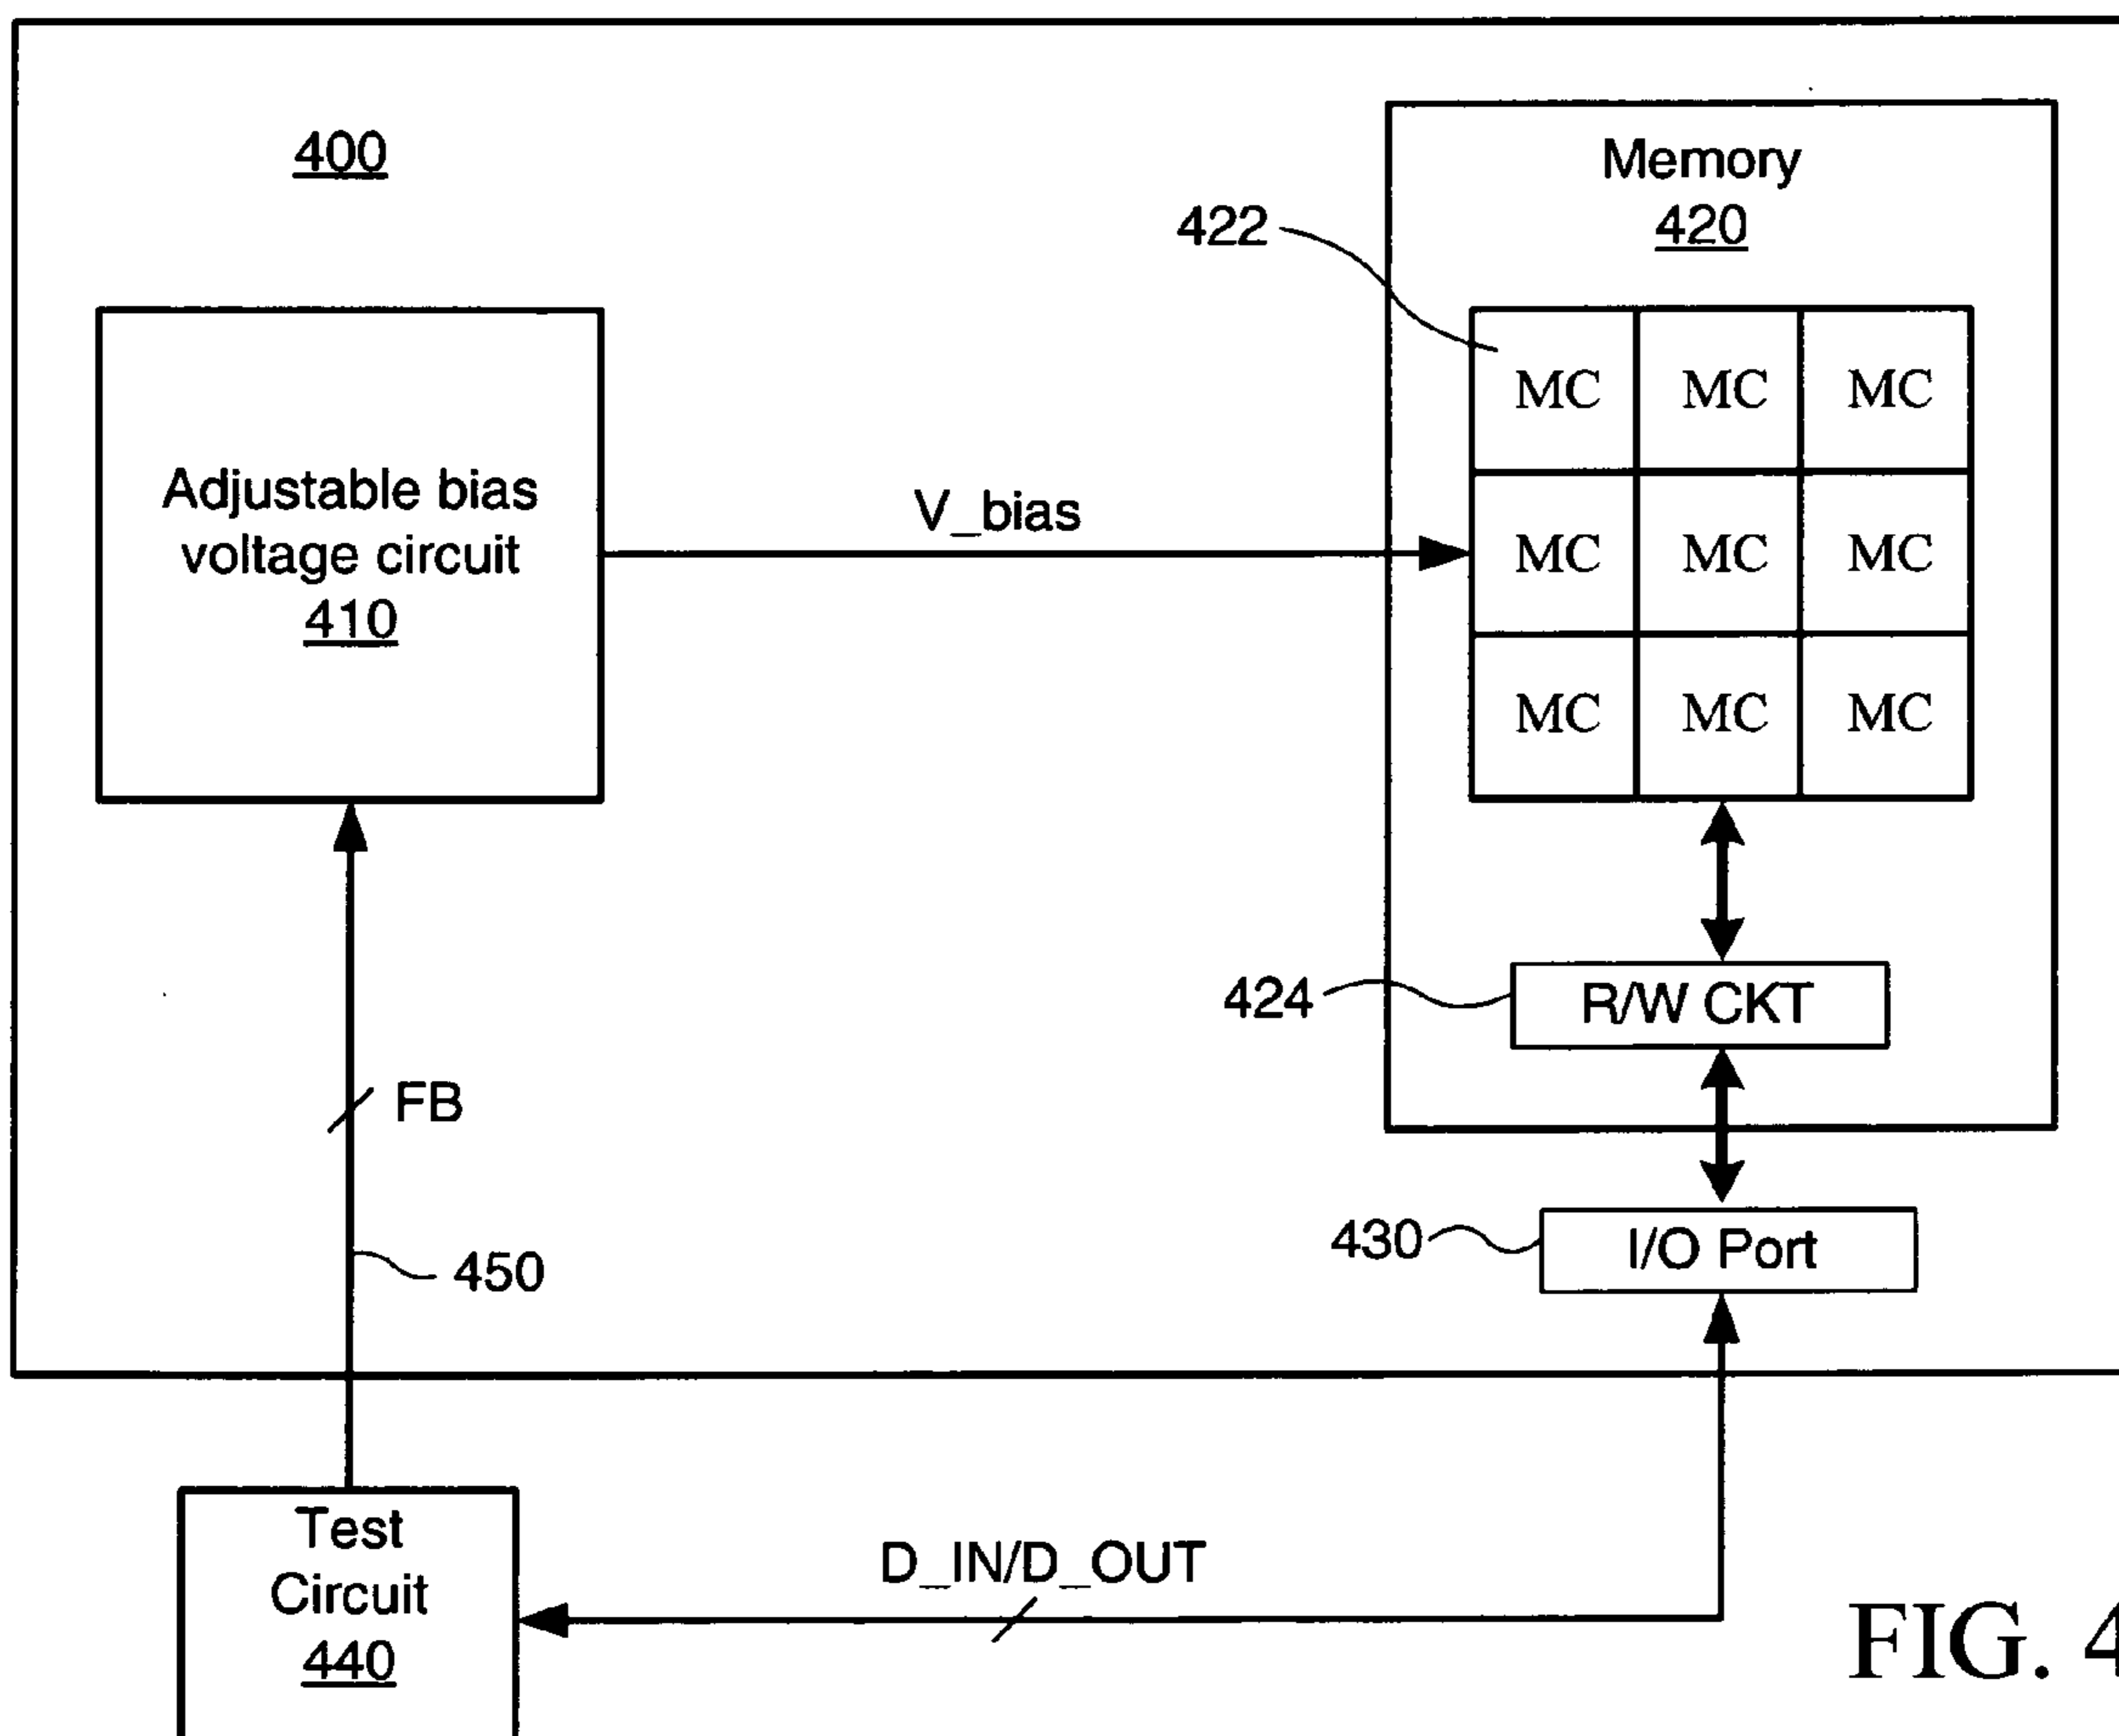 400
Memory
420
422
MC MC MC
MC MC MC
MC MC MC
Adjustable bias
voltage circuit
410
V_bias
424
R/W CKT
FB
430
I/O Port
450
Test
Circuit
440
D_IN/D_OUT
FIG. 4